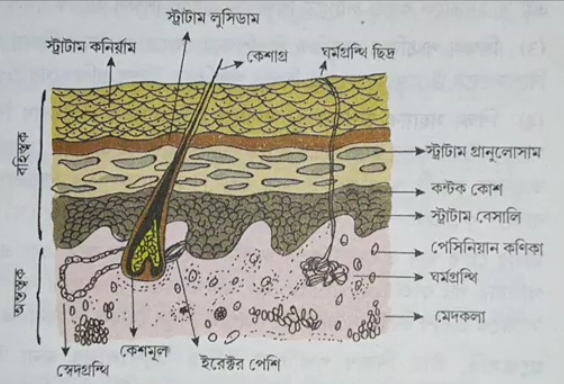 স্ট্রাটাম লুসিডাম
স্ট্রাটাম কর্নিয়াম
কেশাগ্র
ঘর্মগ্রন্থি ছিদ্র
বহিস্ত্বক
স্ট্রাটাম গ্রানুলোসাম
কণ্টক কোশ
স্ট্রাটাম বেসালি
পেসিনিয়ান কণিকা
ঘর্মগ্রন্থি
অন্তস্ত্বক
মেদকলা
কেশমূল
ইরেক্টর পেশি
স্বেদগ্রন্থি